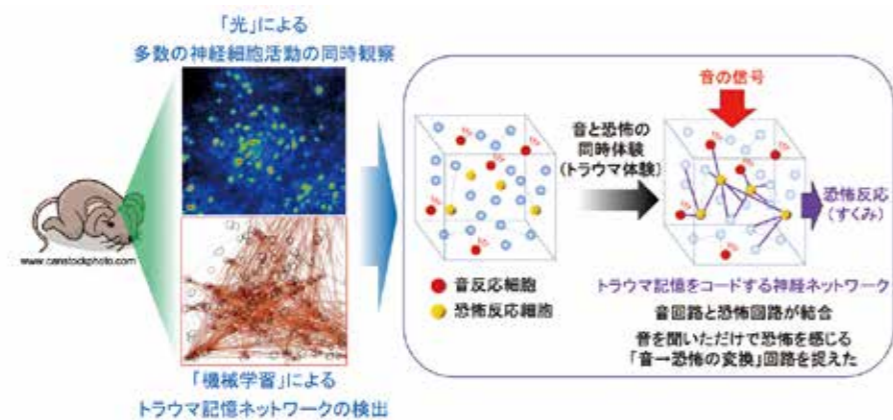 「光」による
多数の神経細胞活動の同時観察
www.canstockphoto.com
「機械学習」による
トラウマ記憶ネットワークの検出
音反応細胞
恐怖反応細胞
音と恐怖の
同時体験
(トラウマ体験)
音の信号
恐怖反応
(すくみ)
トラウマ記憶をコードする神経ネットワーク
音回路と恐怖回路が結合
音を聞いただけで恐怖を感じる
「音→恐怖の変換」回路を捉えた